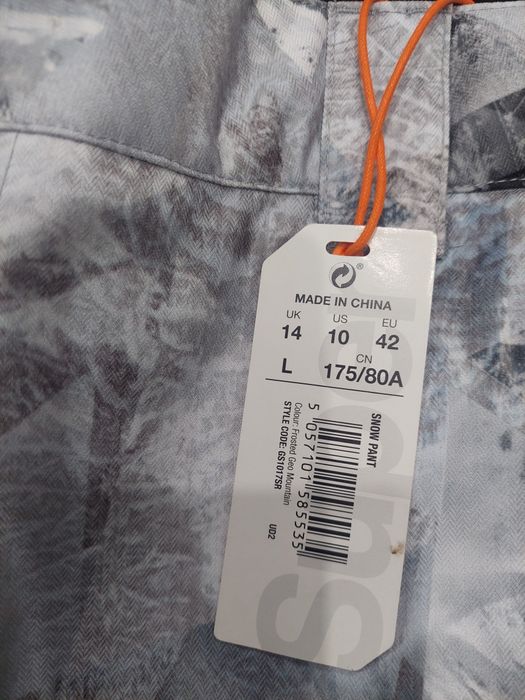 ®
MADE IN CHINA
UK US EU
14 10 42
CN
L 175/80A
SNOW PANT
5 057101 585535
Colour: Frosted Geo Mountain
STYLE CODE: GS1017SR
UD2
Super